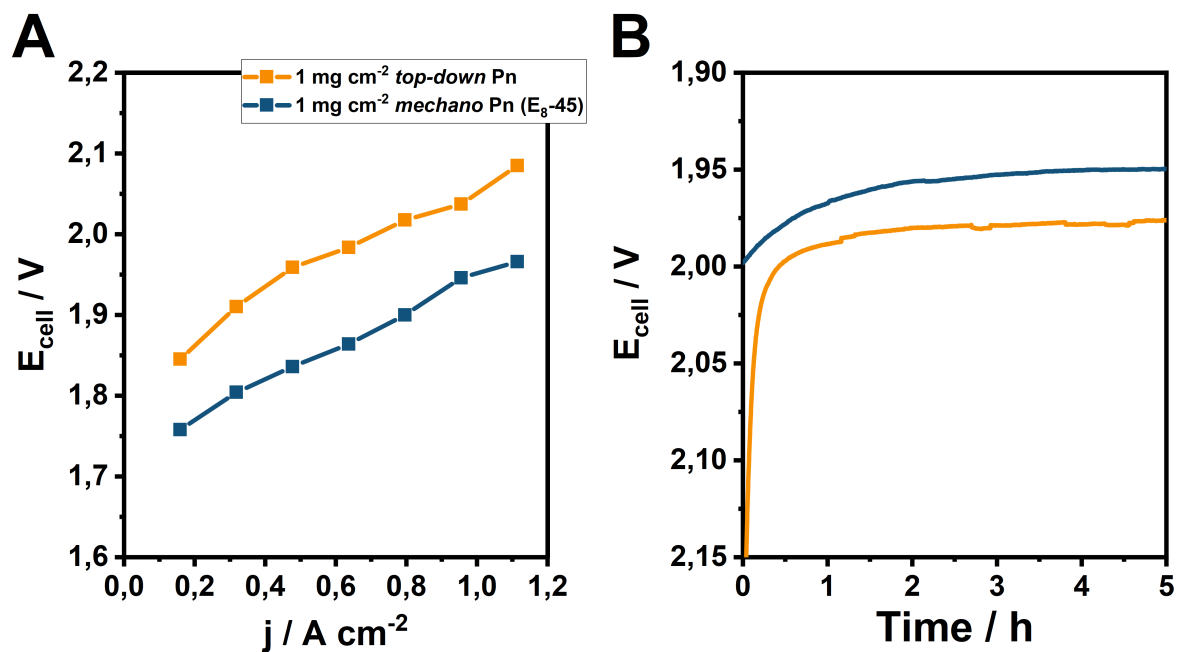 A
1 mg cm-2 top-down Pn
1 mg cm-2 mechano Pn (E8-45)
2,2
2,1
2,0
1,9
1,8
1,7
1,6
Ecell / V
0,0 0,2 0,4 0,6 0,8 1,0 1,2
j / A cm-2
B
1,90
1,95
2,00
2,05
2,10
2,15
Ecell / V
0 1 2 3 4 5
Time / h